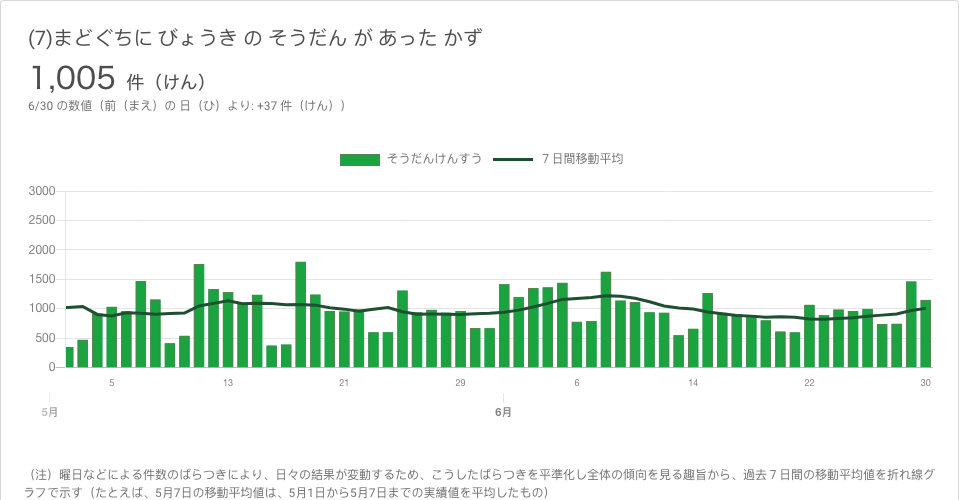 (7)まどぐちに びょうき の そうだん が あった かず
1,005 件（けん）
6/30 の数値（前（まえ）の 日（ひ）より: +37 件（けん））
そうだんけんすう 7 日間移動平均
3000
2500
2000
1500
1000
500
0
5 13 21 29 6 14 22 30
5月 6月
（注）曜日などによる件数のばらつきにより、日々の結果が変動するため、こうしたばらつきを平準化し全体の傾向を見る趣旨から、過去７日間の移動平均値を折れ線グ
ラフで示す（たとえば、5月7日の移動平均値は、5月1日から5月7日までの実績値を平均したもの）